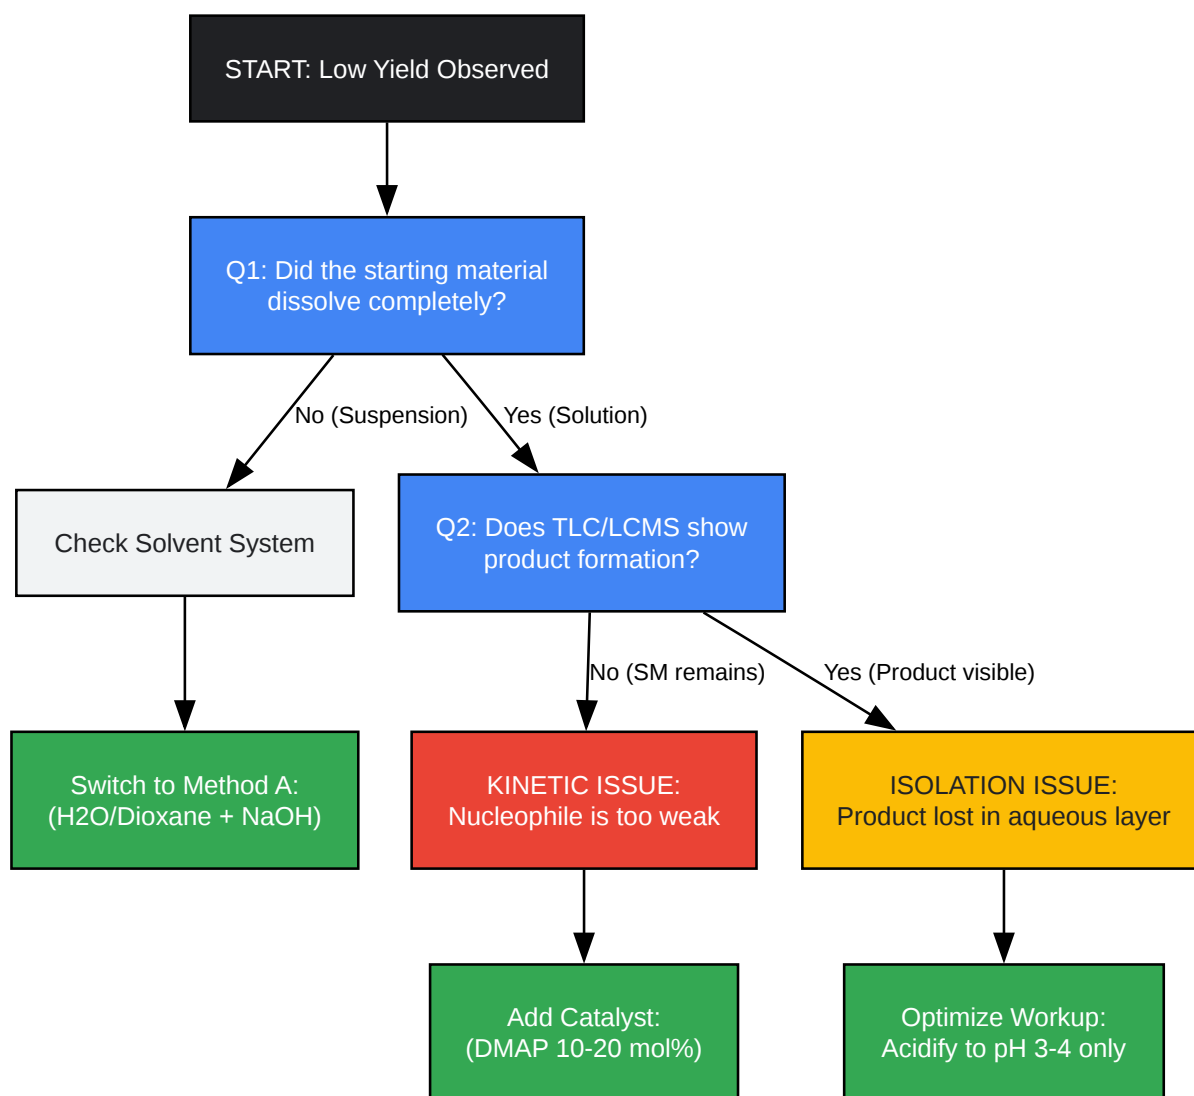 START: Low Yield Observed
Q1: Did the starting material
dissolve completely?
No (Suspension)
Yes (Solution)
Check Solvent System
Q2: Does TLC/LCMS show
product formation?
No (SM remains)
Yes (Product visible)
Switch to Method A:
(H2O/Dioxane + NaOH)
KINETIC ISSUE:
Nucleophile is too weak
ISOLATION ISSUE:
Product lost in aqueous layer
Add Catalyst:
(DMAP 10-20 mol%)
Optimize Workup:
Acidify to pH 3-4 only